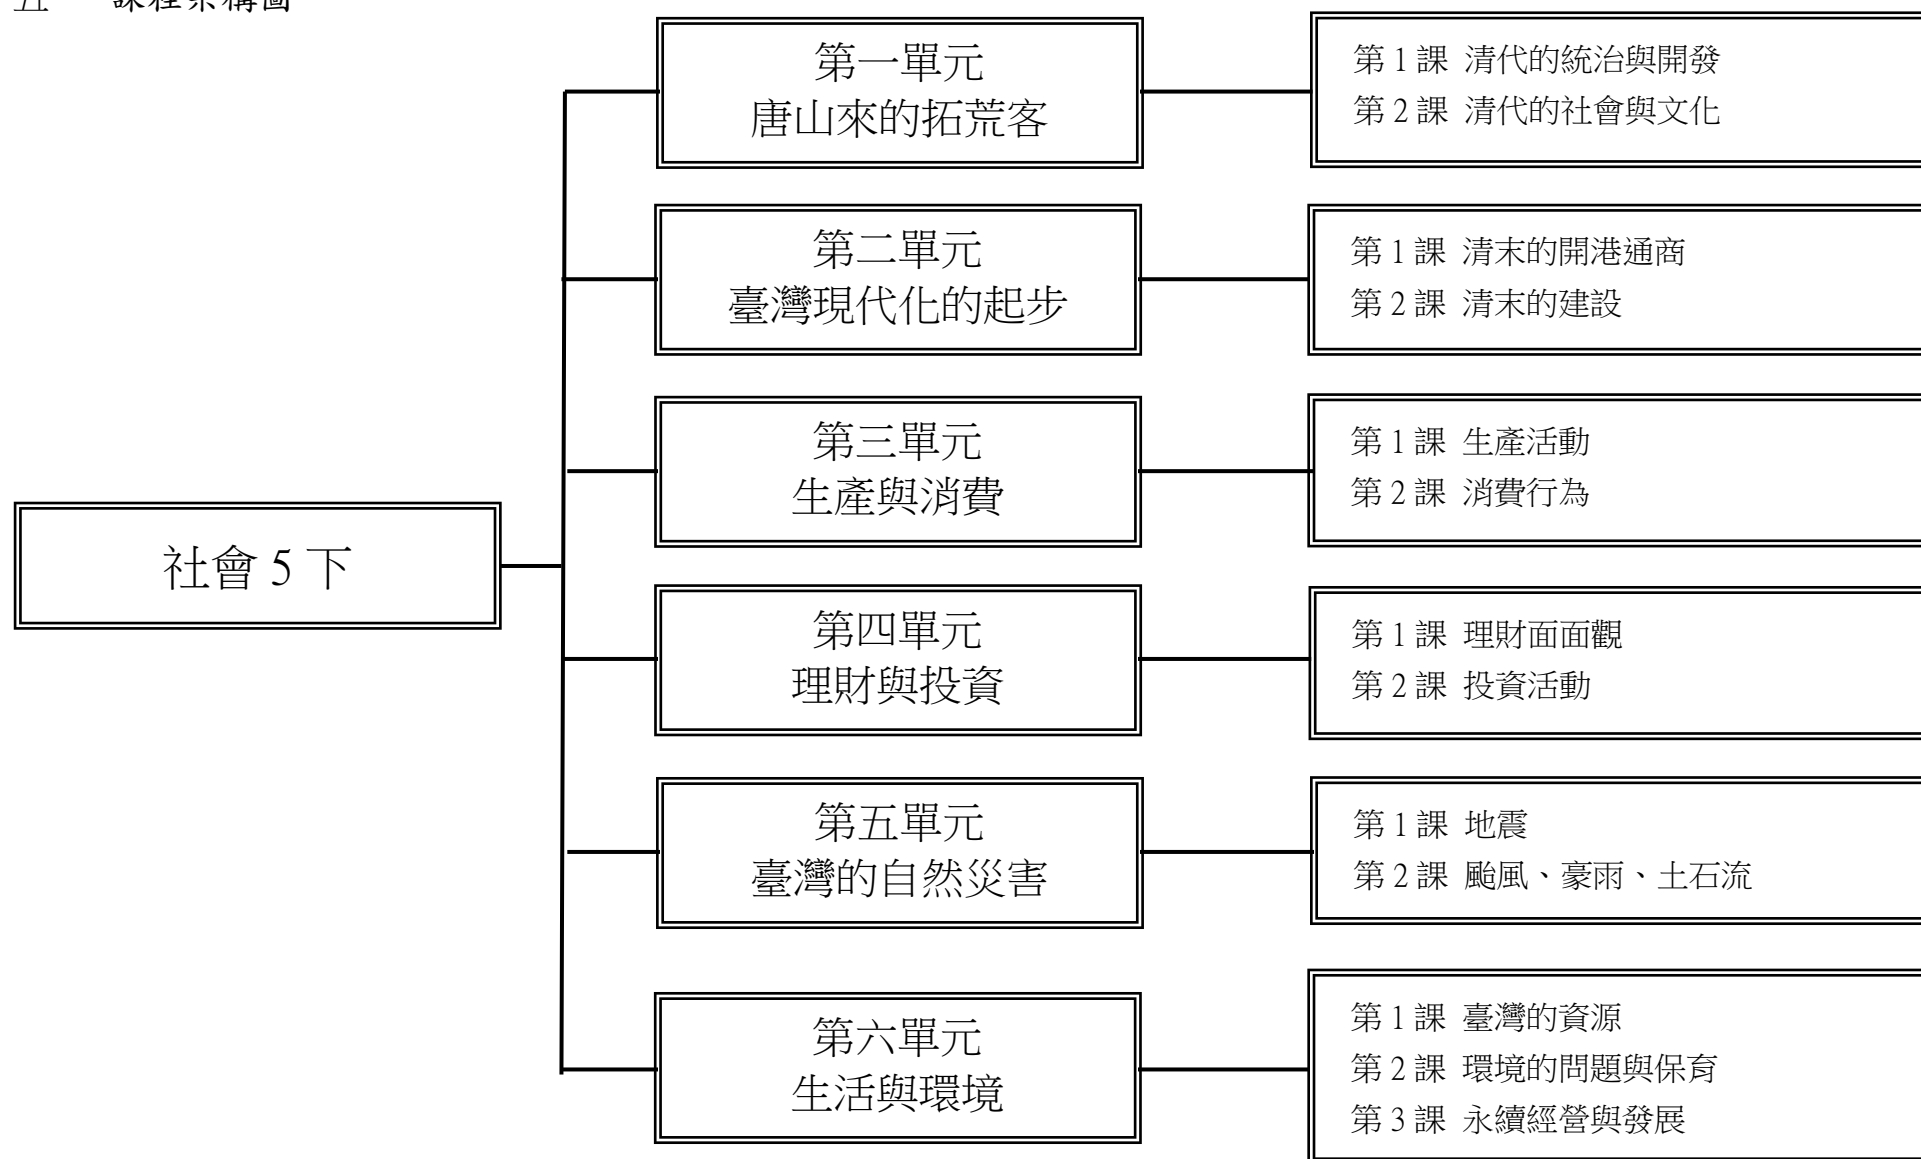 課程架構圖
社會 5 下
第一單元
唐山來的拓荒客
第 1 課 清代的統治與開發
第 2 課 清代的社會與文化
第二單元
臺灣現代化的起步
第 1 課 清末的開港通商
第 2 課 清末的建設
第三單元
生產與消費
第 1 課 生產活動
第 2 課 消費行為
第四單元
理財與投資
第 1 課 理財面面觀
第 2 課 投資活動
第五單元
臺灣的自然災害
第 1 課 地震
第 2 課 颱風、豪雨、土石流
第六單元
生活與環境
第 1 課 臺灣的資源
第 2 課 環境的問題與保育
第 3 課 永續經營與發展